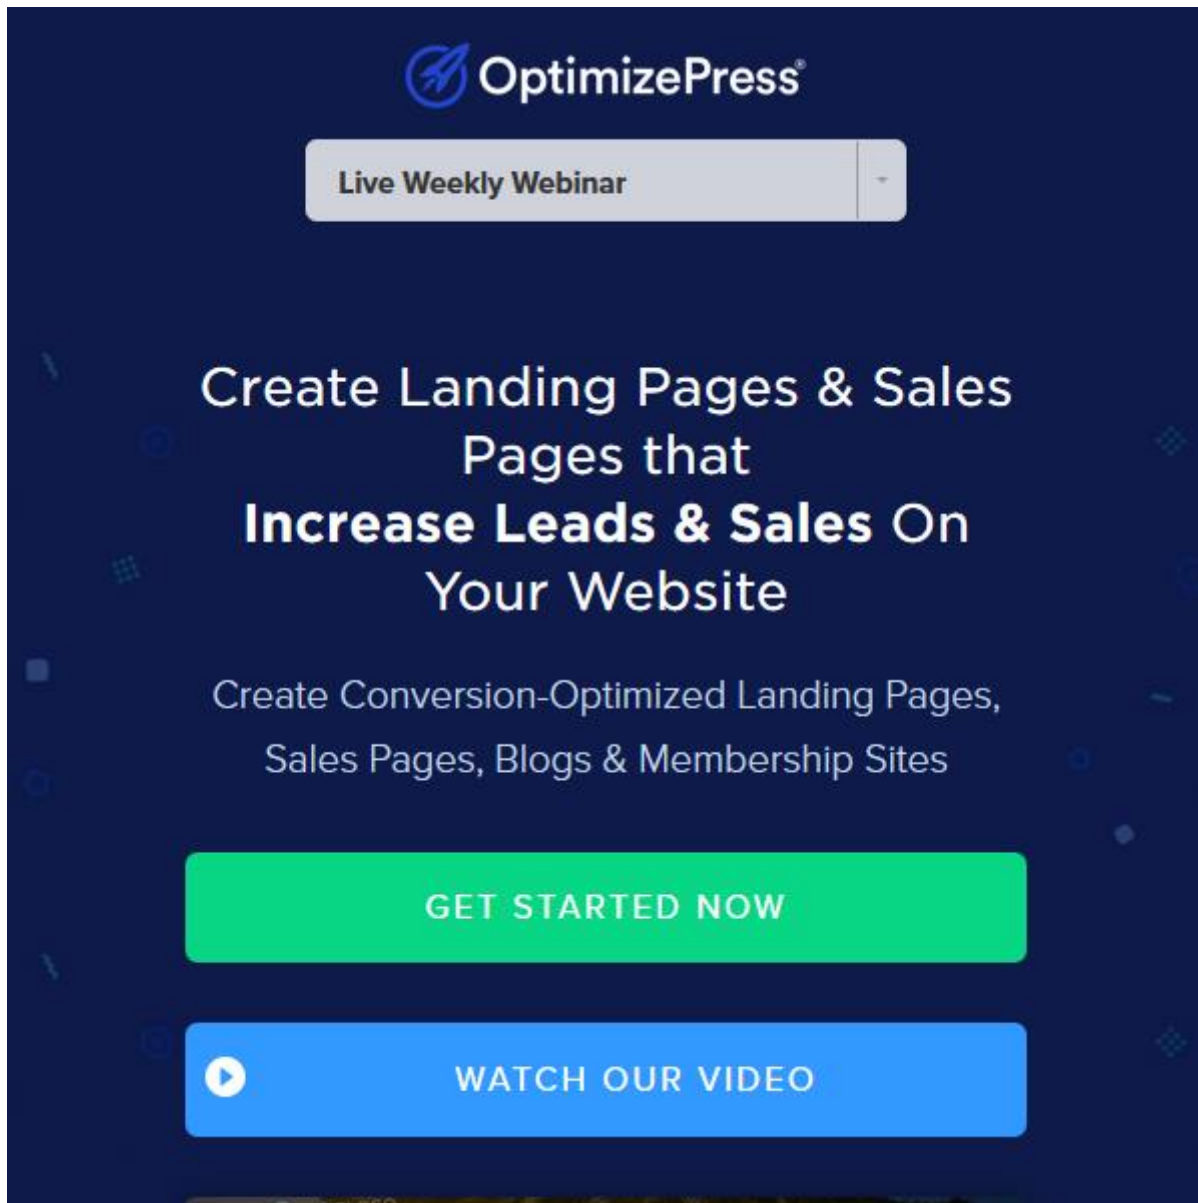 OptimizePress®
Live Weekly Webinar
Create Landing Pages & Sales
Pages that
Increase Leads & Sales On
Your Website
Create Conversion-Optimized Landing Pages,
Sales Pages, Blogs & Membership Sites
GET STARTED NOW
WATCH OUR VIDEO